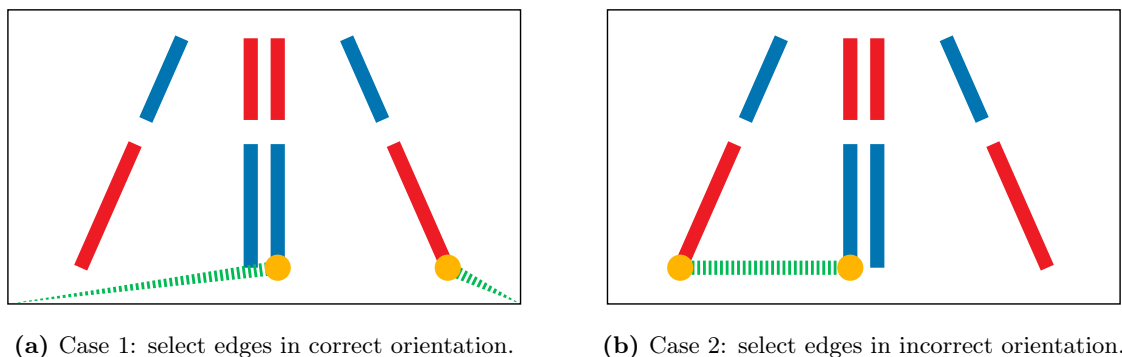 (a) Case 1: select edges in correct orientation.
(b) Case 2: select edges in incorrect orientation.